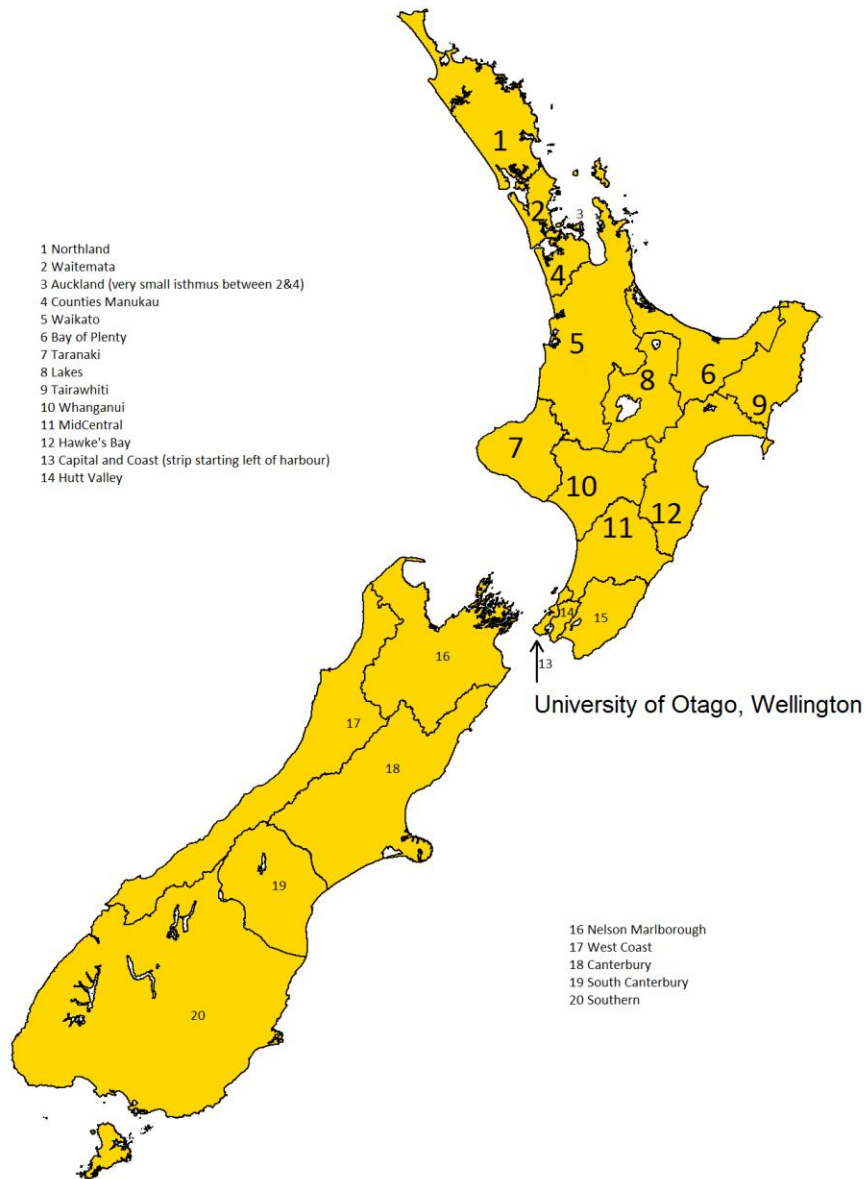 1
2
3
4
5
6
7
8
9
10
11
12
13
14
15
1 Northland
2 Waitemata
3 Auckland (very small isthmus between 2&4)
4 Counties Manukau
5 Waikato
6 Bay of Plenty
7 Taranaki
8 Lakes
9 Tairawhiti
10 Whanganui
11 MidCentral
12 Hawke's Bay
13 Capital and Coast (strip starting left of harbour)
14 Hutt Valley
University of Otago, Wellington
16
17
18
19
20
16 Nelson Marlborough
17 West Coast
18 Canterbury
19 South Canterbury
20 Southern